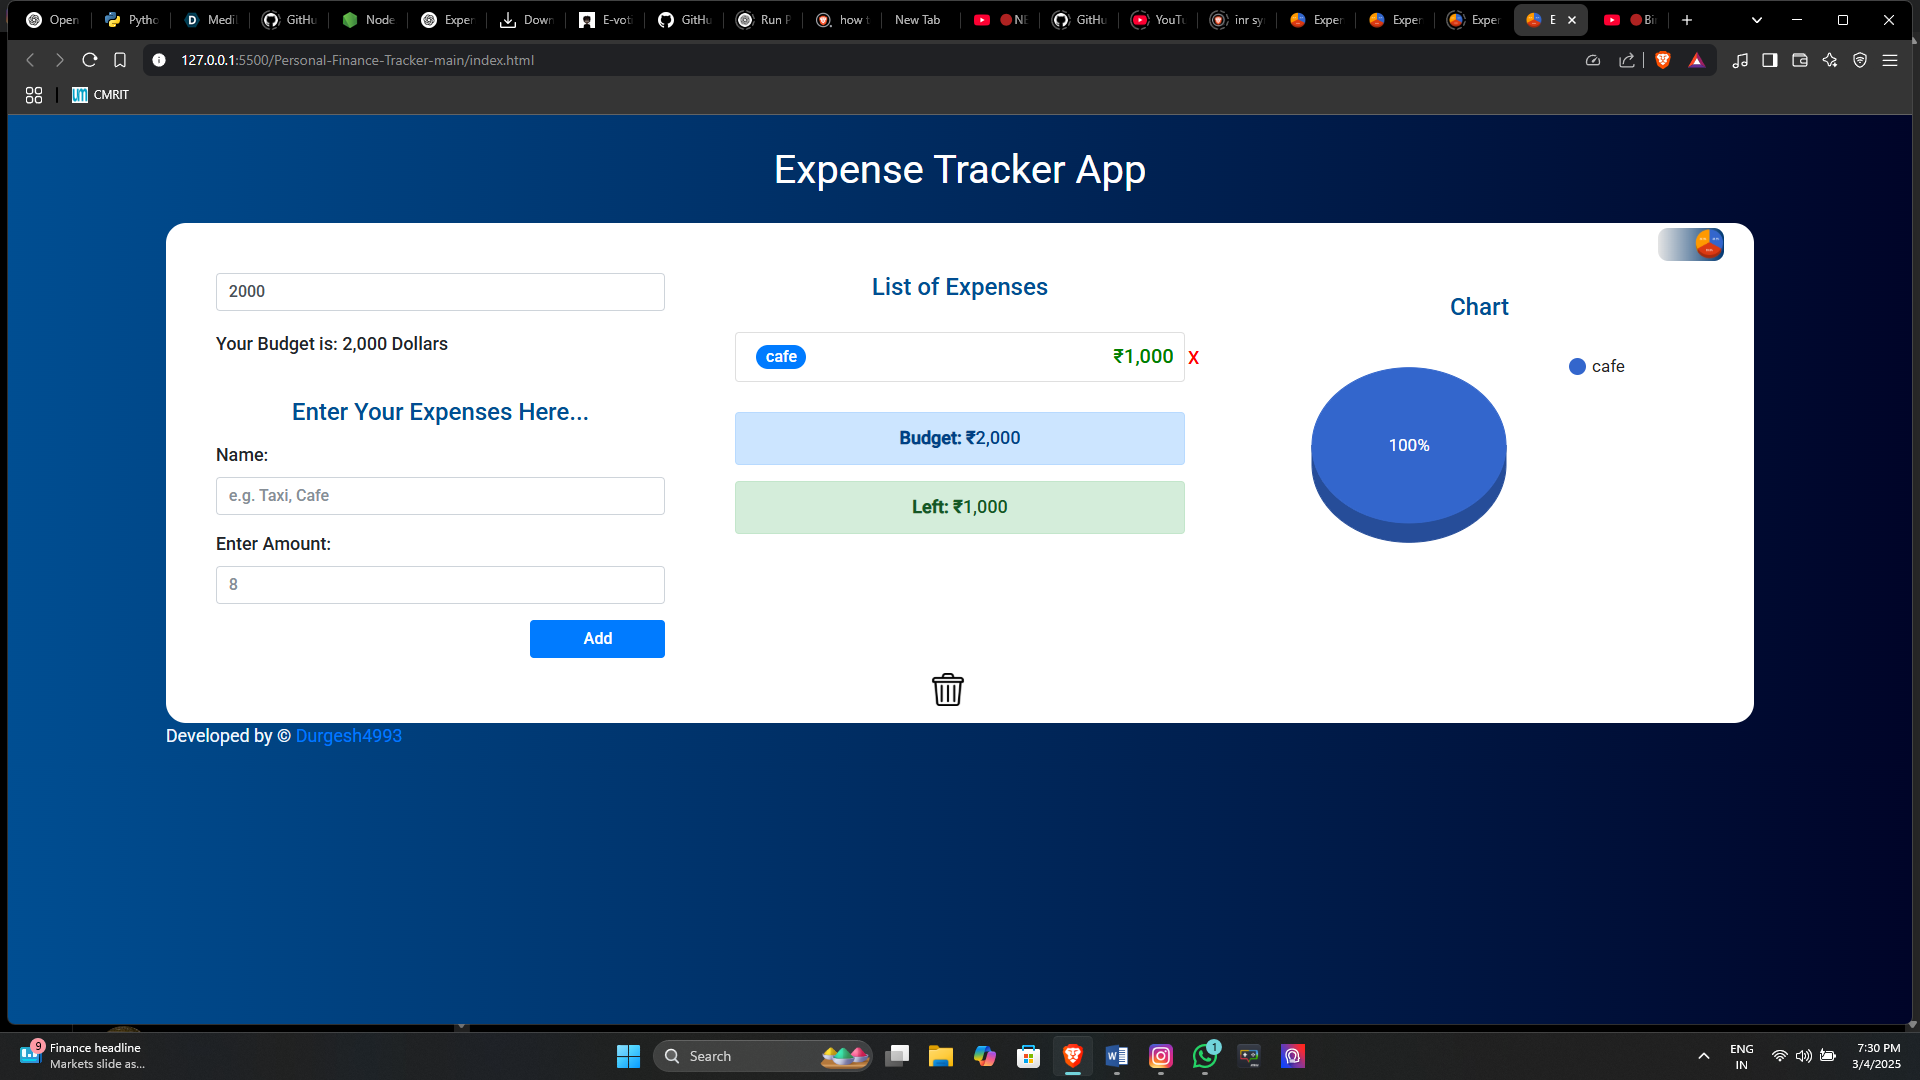 Open
Pytho
Medil
GitHu
Node
Exper
Down
E-voti
GitHu
Run P
how t
New Tab
NE
GitHu
YouTu
inr sy
Exper
Exper
Exper
E
Bir
127.0.0.1:5500/Personal-Finance-Tracker-main/index.html
CMRIT
Expense Tracker App
2000
Your Budget is: 2,000 Dollars
Enter Your Expenses Here...
Name:
e.g. Taxi, Cafe
Enter Amount:
8
Add
List of Expenses
cafe ₹1,000 X
Budget: ₹2,000
Left: ₹1,000
Chart
cafe
100%
Developed by © Durgesh4993
9
Finance headline
Markets slide as...
Search
1
ENG
IN
7:30 PM
3/4/2025